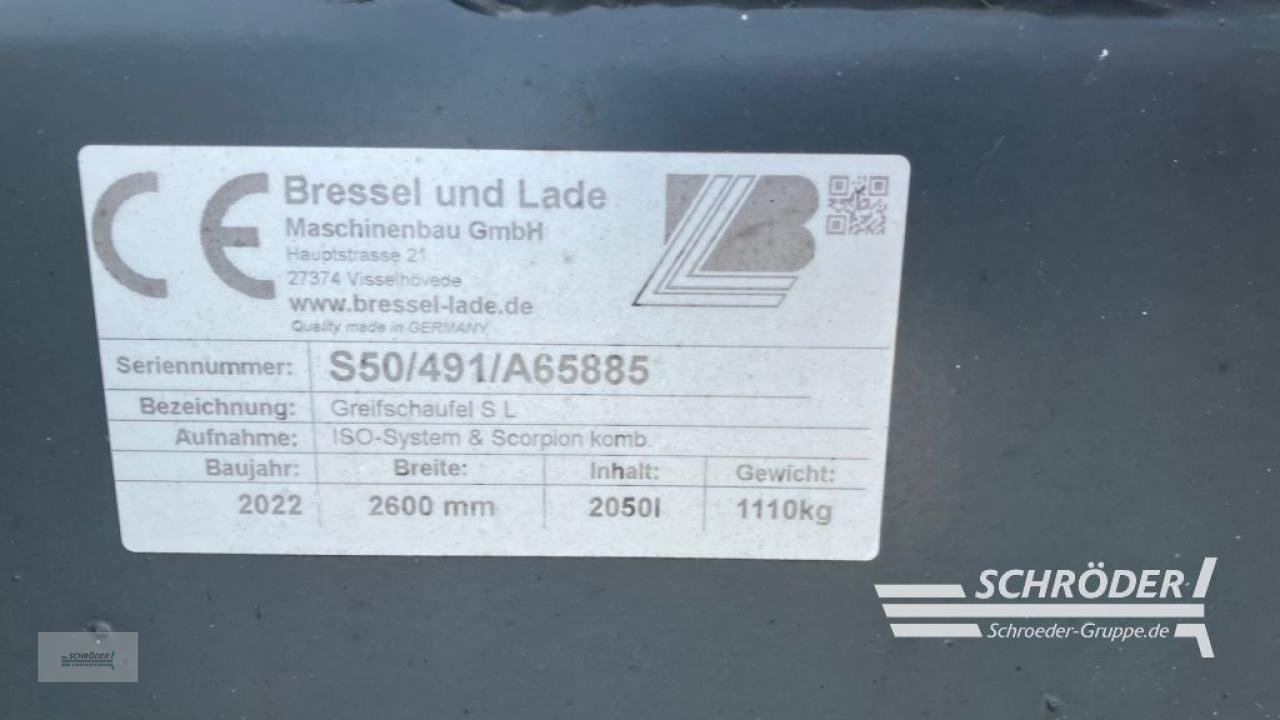 CE
Bressel und Lade
Maschinenbau GmbH
Hauptstrasse 21
27374 Visselhövede
www.bressel-lade.de
Quality made in GERMANY
LB
Seriennummer: S50/491/A65885
Bezeichnung: Greifschaufel S L
Aufnahme: ISO-System & Scorpion komb.
Baujahr: Breite: Inhalt: Gewicht:
2022 2600 mm 2050l 1110kg
SCHRÖDER
Schroeder-Gruppe.de
SCHRÖDER